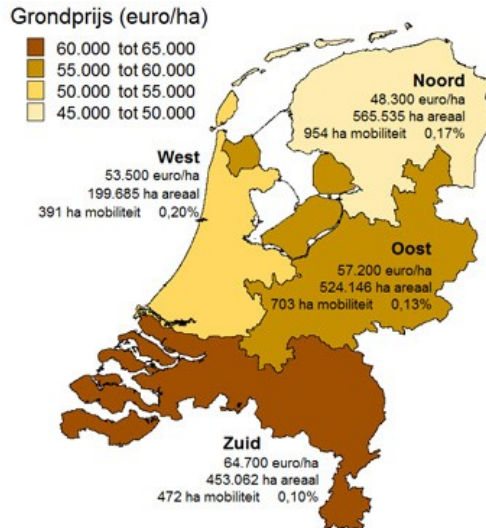 Grondprijs (euro/ha)
60.000 tot 65.000
55.000 tot 60.000
50.000 tot 55.000
45.000 tot 50.000
Noord
48.300 euro/ha
565.535 ha areaal
954 ha mobiliteit 0,17%
West
53.500 euro/ha
199.685 ha areaal
391 ha mobiliteit 0,20%
Oost
57.200 euro/ha
524.146 ha areaal
703 ha mobiliteit 0,13%
Zuid
64.700 euro/ha
453.062 ha areaal
472 ha mobiliteit 0,10%